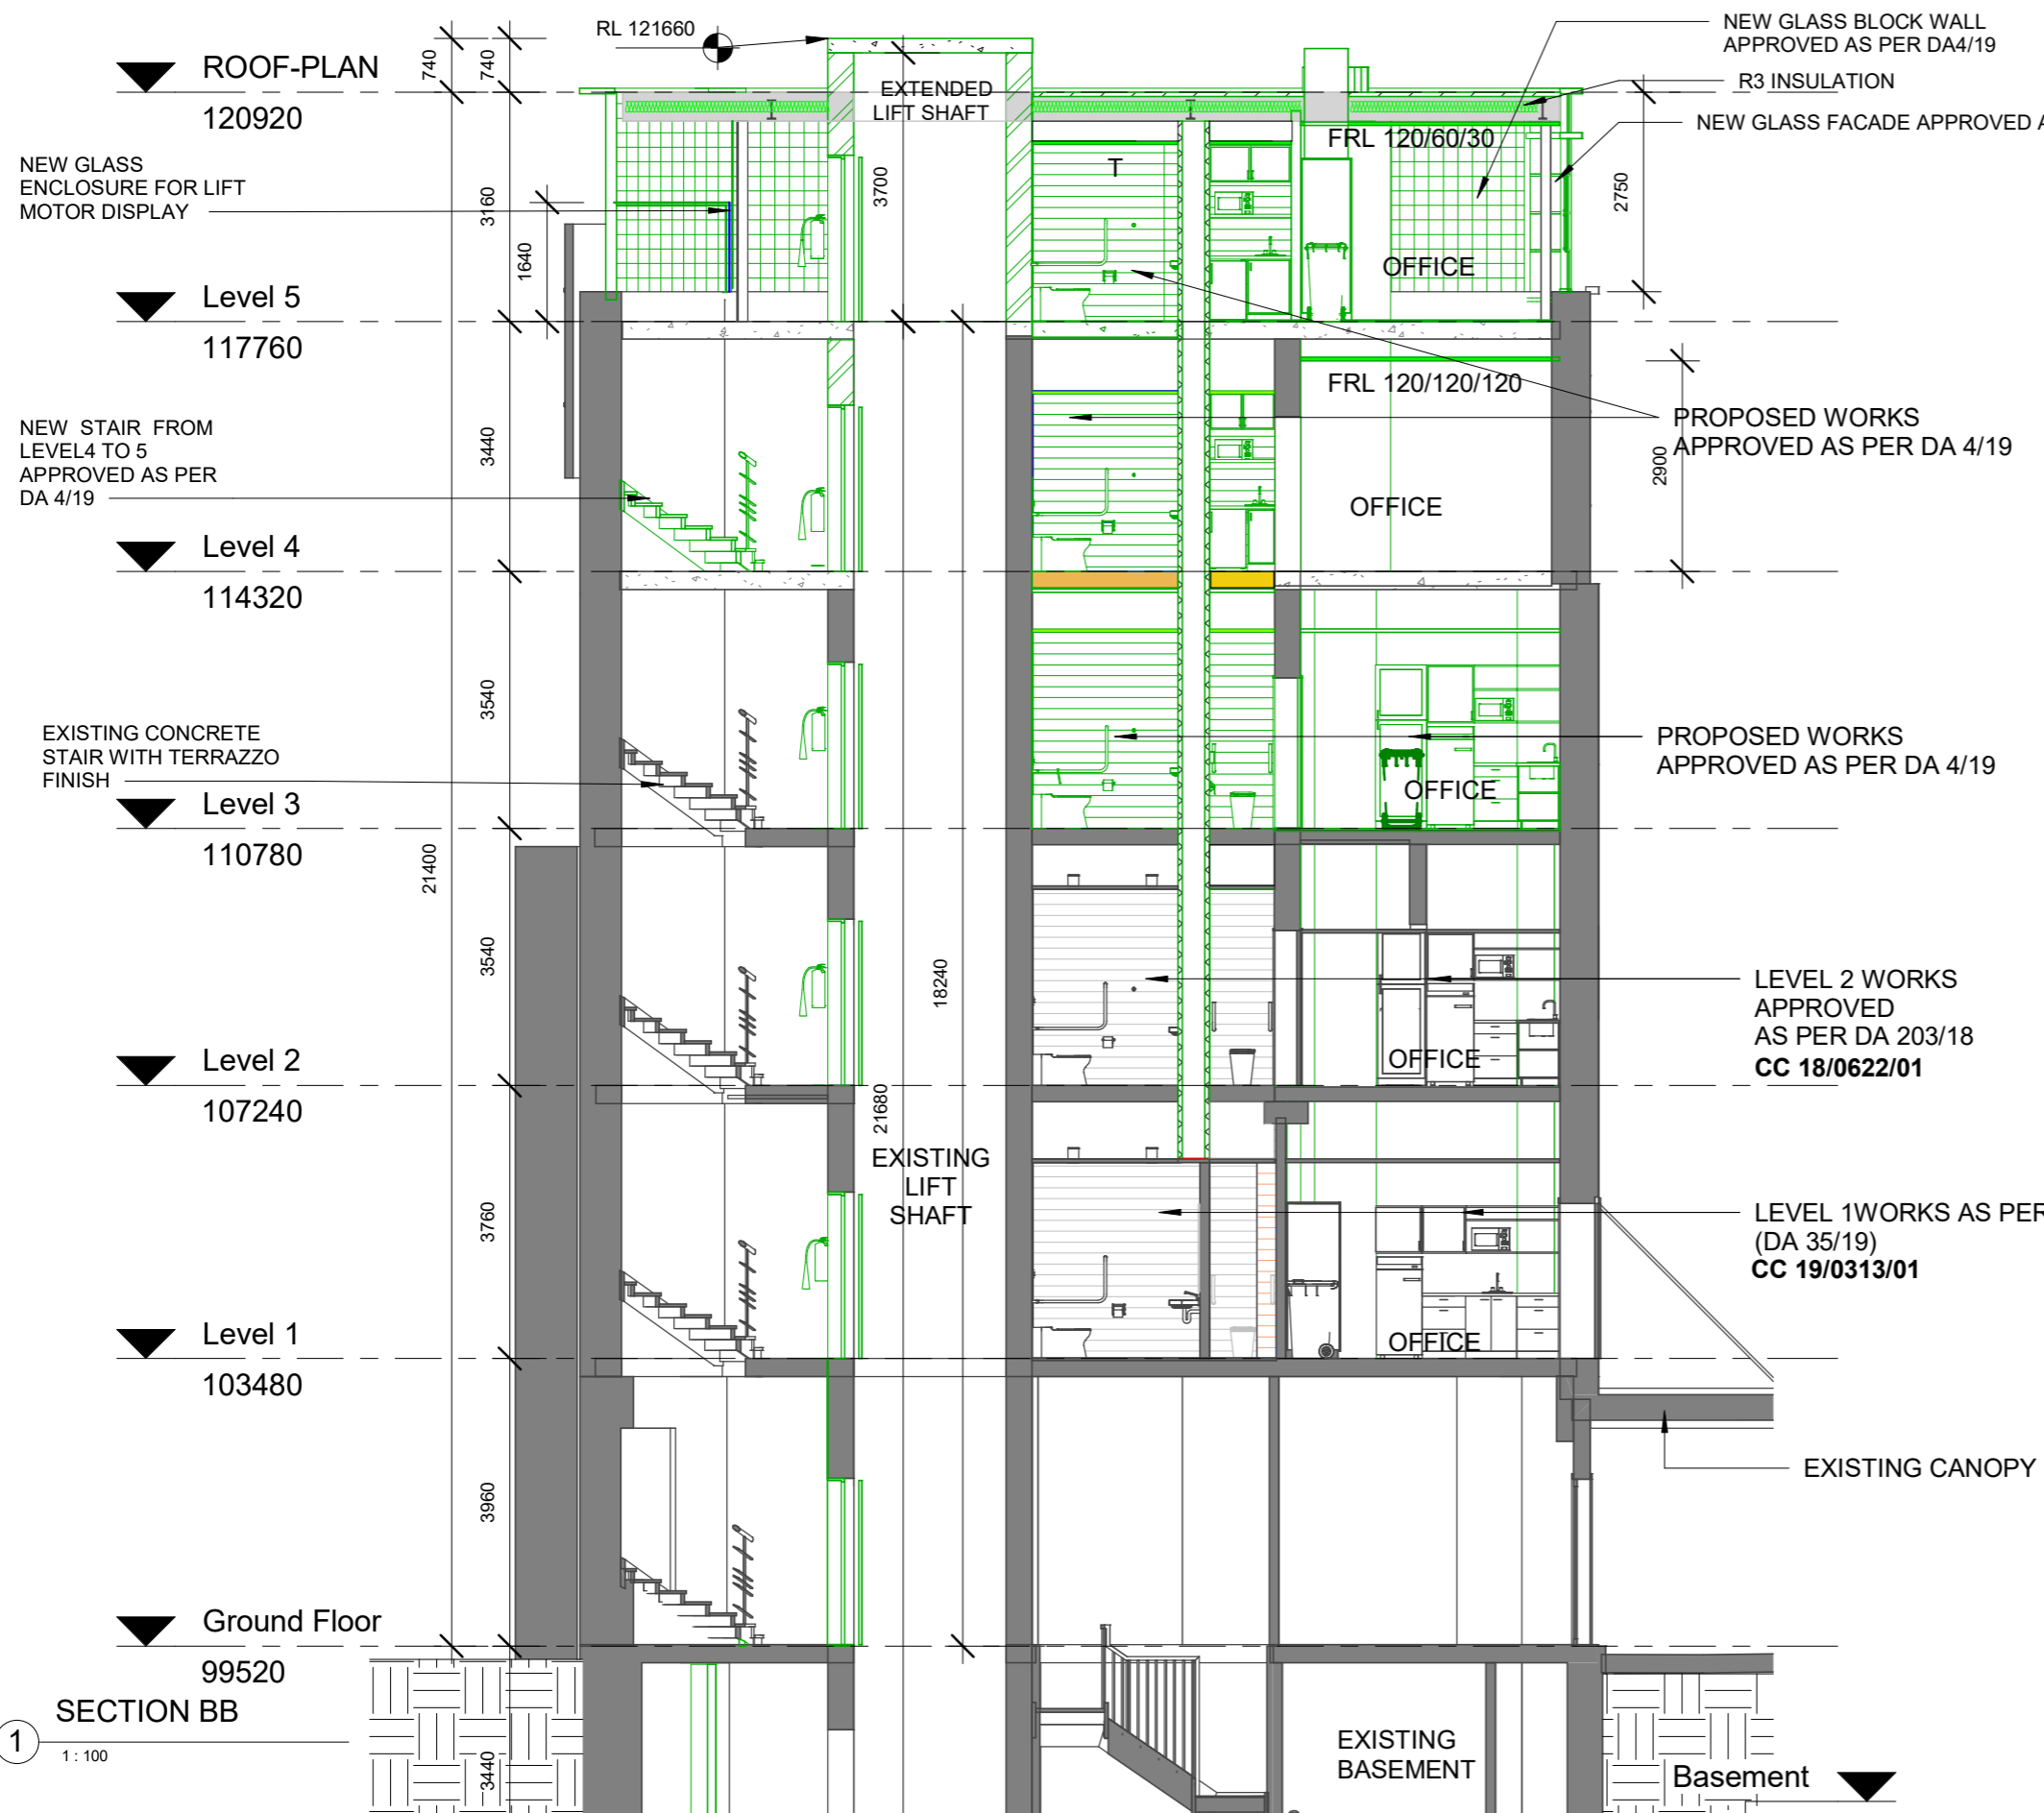 RL 121660
NEW GLASS BLOCK WALL
APPROVED AS PER DA4/19
740
740
ROOF-PLAN
120920
EXTENDED
LIFT SHAFT
R3 INSULATION
NEW GLASS FACADE APPROVED A
FRL 120/60/30
T
NEW GLASS
ENCLOSURE FOR LIFT
MOTOR DISPLAY
3160
1640
3700
2750
OFFICE
Level 5
117760
FRL 120/120/120
PROPOSED WORKS
APPROVED AS PER DA 4/19
NEW STAIR FROM
LEVEL4 TO 5
APPROVED AS PER
DA 4/19
3440
2900
OFFICE
Level 4
114320
3540
EXISTING CONCRETE
STAIR WITH TERRAZZO
FINISH
PROPOSED WORKS
APPROVED AS PER DA 4/19
OFFICE
Level 3
110780
21400
3540
18240
LEVEL 2 WORKS
APPROVED
AS PER DA 203/18
CC 18/0622/01
OFFICE
Level 2
107240
21680
EXISTING
LIFT
SHAFT
3760
LEVEL 1WORKS AS PER
(DA 35/19)
CC 19/0313/01
OFFICE
Level 1
103480
EXISTING CANOPY
3960
Ground Floor
99520
1
SECTION BB
1 : 100
3440
EXISTING
BASEMENT
Basement